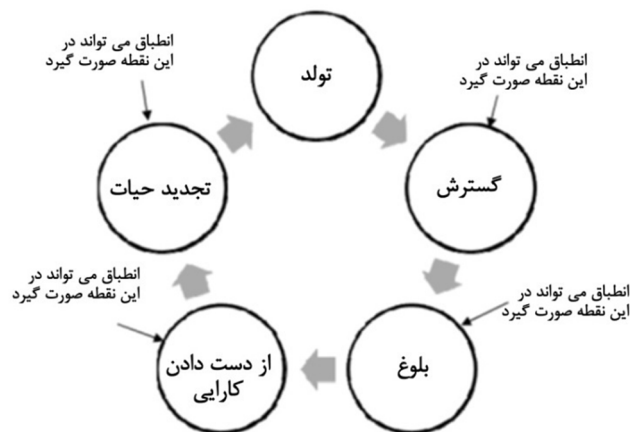 تولد
انطباق می تواند در
این نقطه صورت گیرد
گسترش
انطباق می تواند در
این نقطه صورت گیرد
بلوغ
انطباق می تواند در
این نقطه صورت گیرد
از دست دادن
کارایی
انطباق می تواند در
این نقطه صورت گیرد
تجدید حیات
انطباق می تواند در
این نقطه صورت گیرد